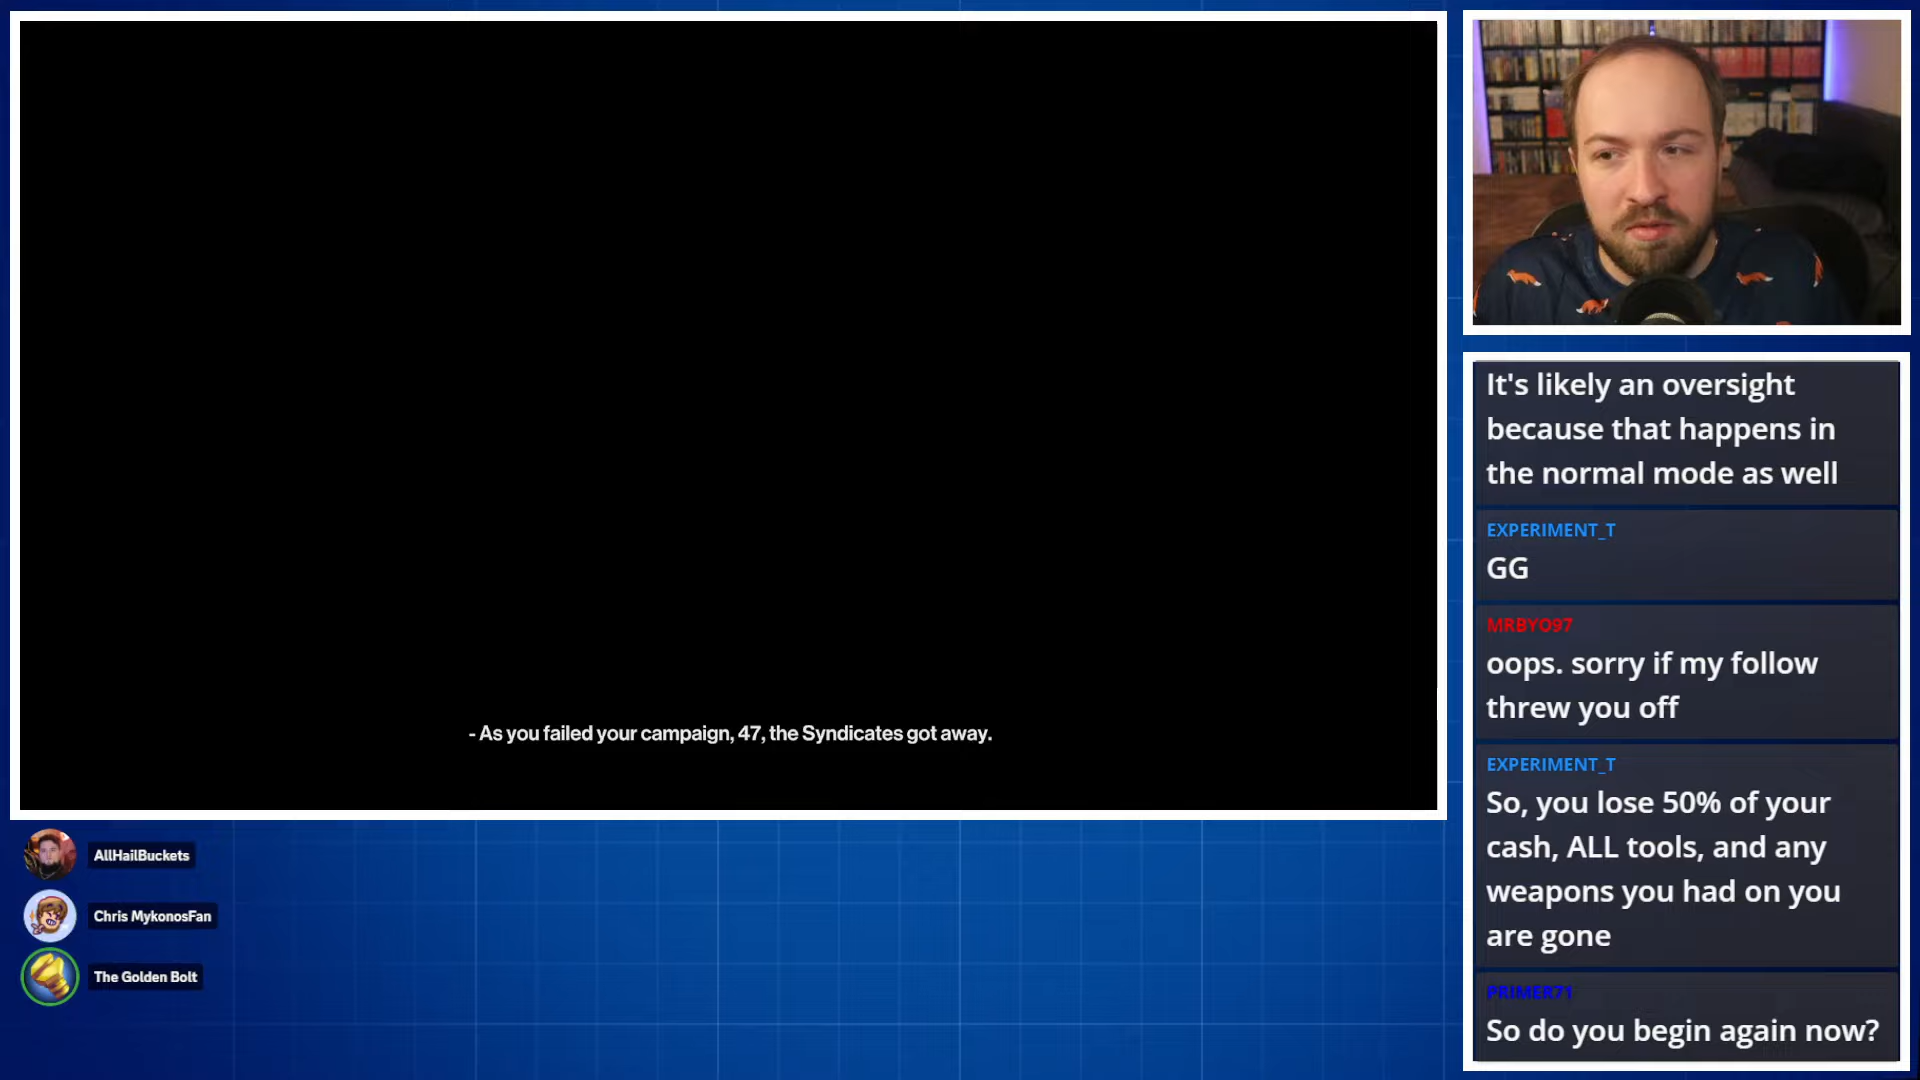 - As you failed your campaign, 47, the Syndicates got away.
AllHailBuckets
Chris MykonosFan
The Golden Bolt
It's likely an oversight
because that happens in
the normal mode as well
EXPERIMENT_T
GG
MRBYO97
oops. sorry if my follow
threw you off
EXPERIMENT_T
So, you lose 50% of your
cash, ALL tools, and any
weapons you had on you
are gone
PRIMER71
So do you begin again now?